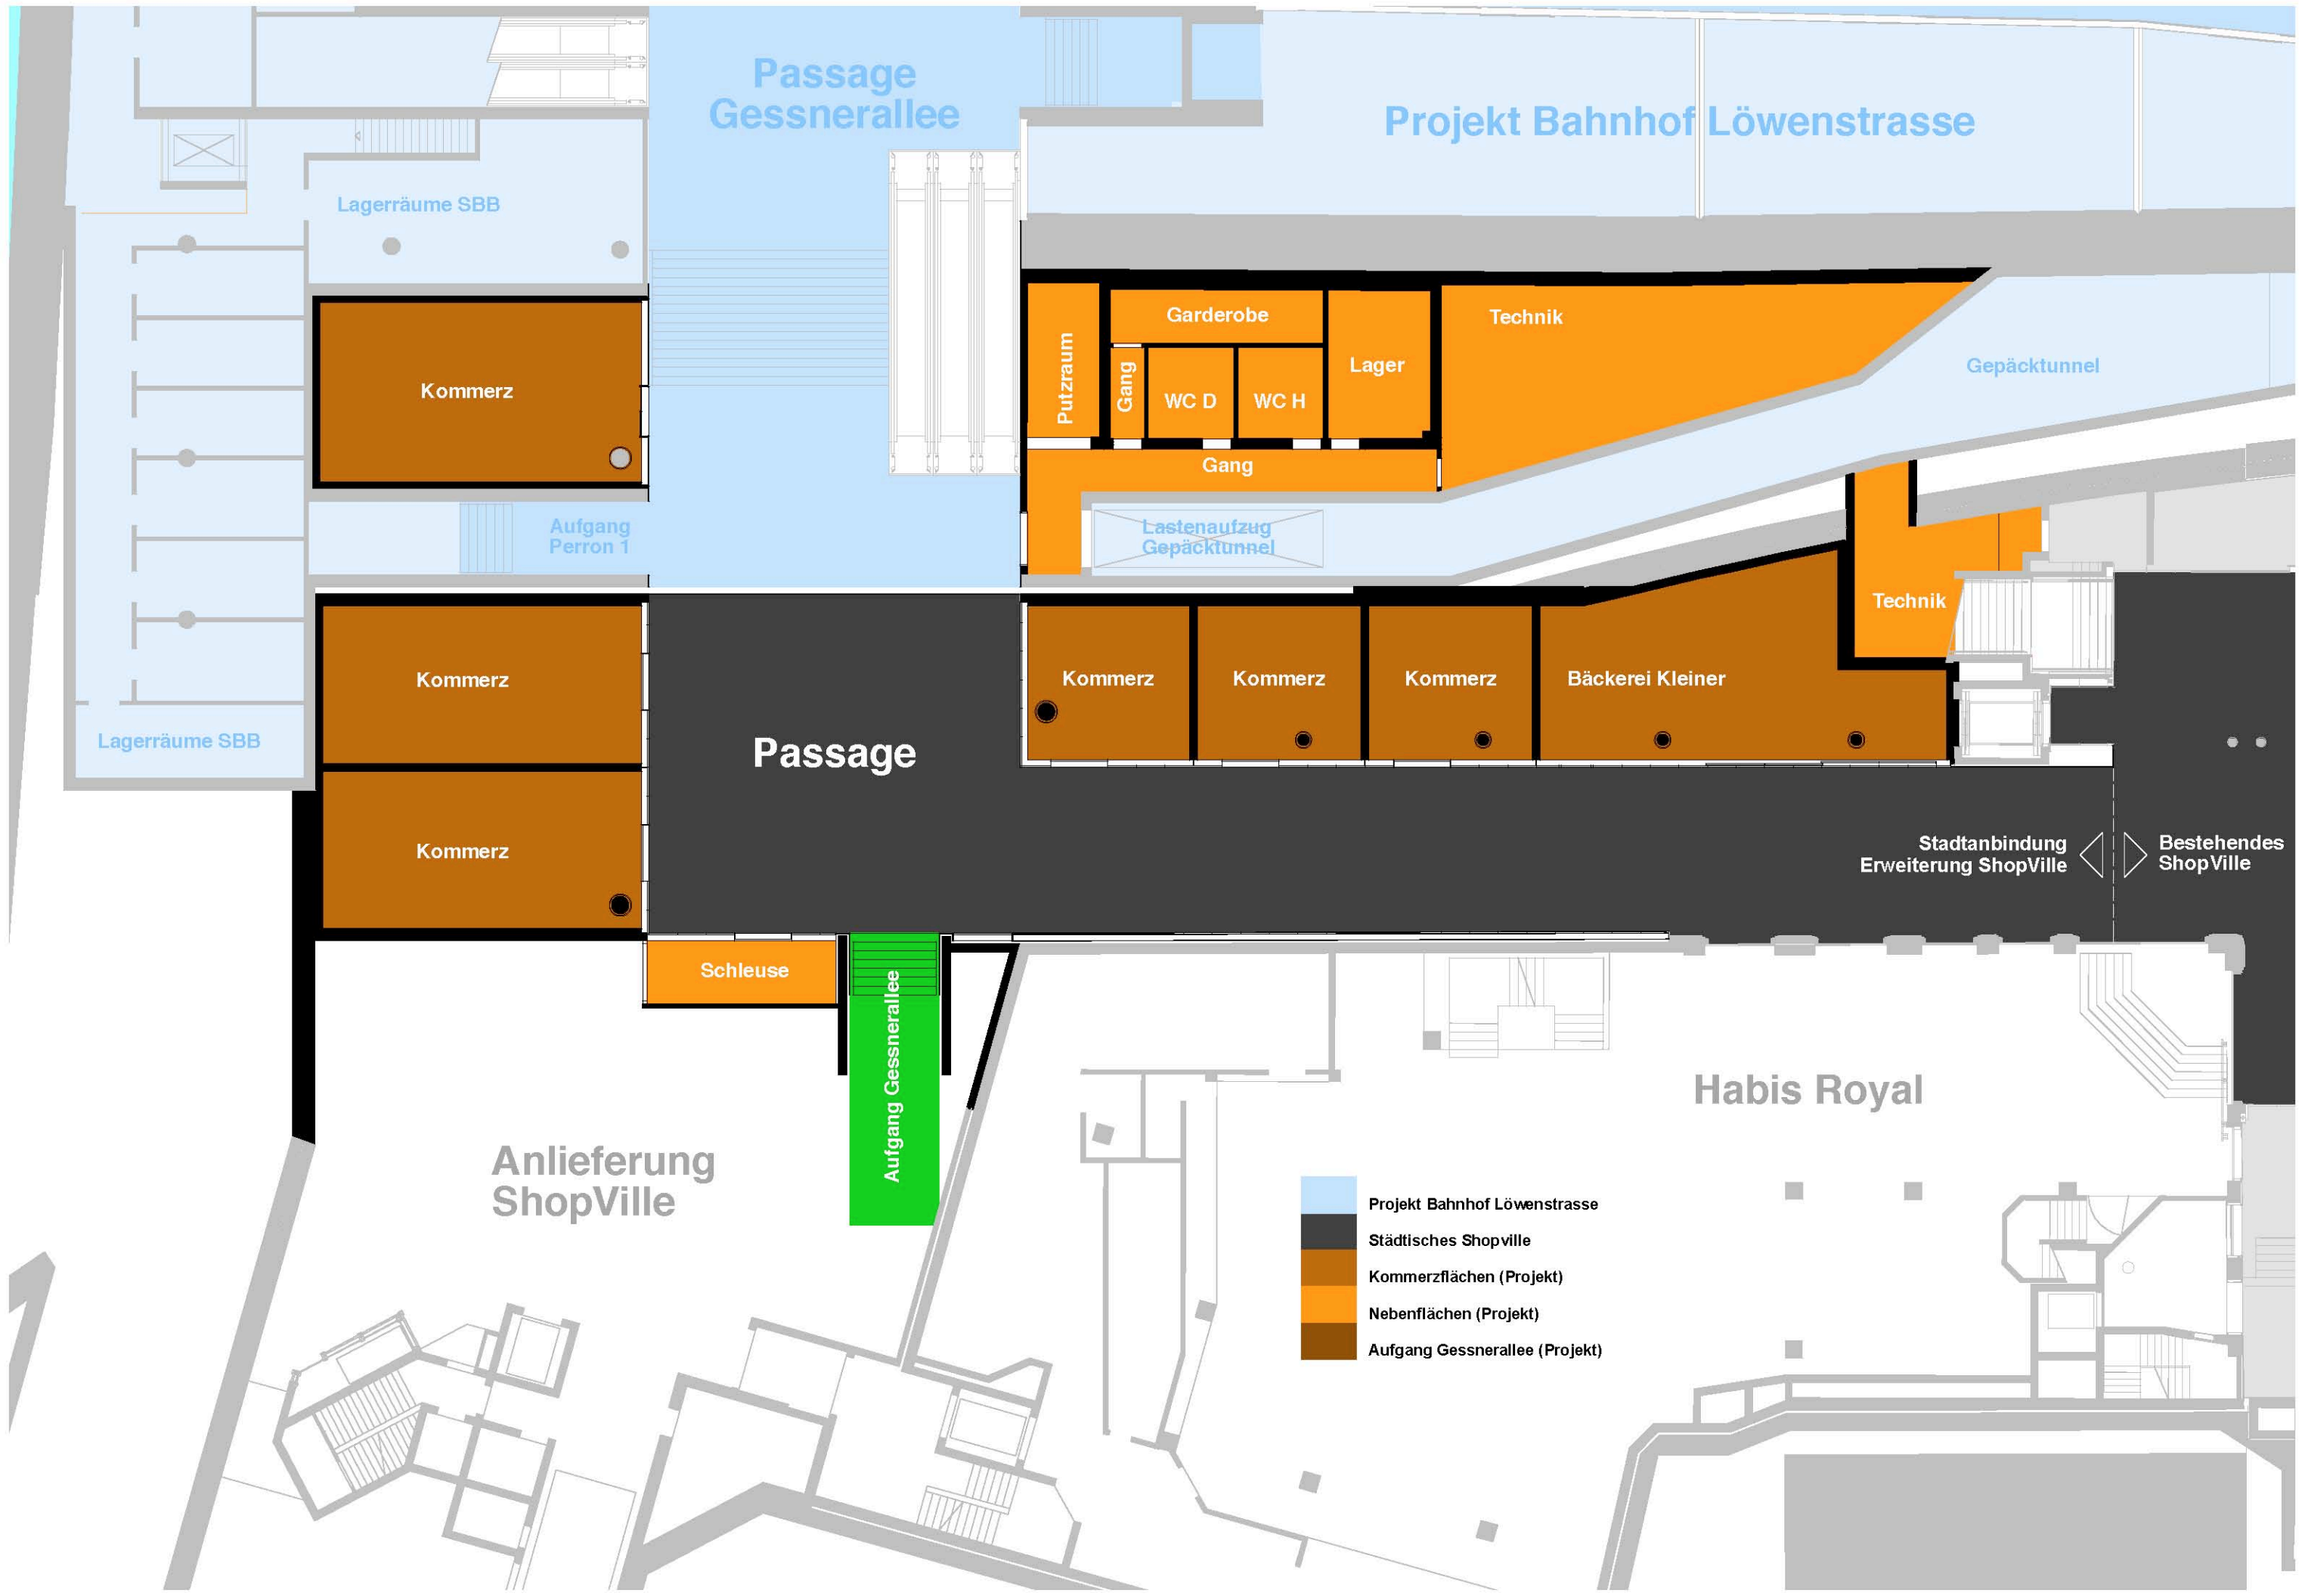 Passage
Gessnerallee
Projekt Bahnhof Löwenstrasse
Lagerräume SBB
Kommerz
Putzraum
Garderobe
Gang
WC D
WC H
Lager
Technik
Gepäcktunnel
Gang
Aufgang
Perron 1
Lastenaufzug
Gepäcktunnel
Technik
Kommerz
Kommerz
Kommerz
Kommerz
Bäckerei Kleiner
Lagerräume SBB
Passage
Kommerz
Stadtanbindung
Erweiterung ShopVille
Bestehendes
ShopVille
Schleuse
Aufgang Gessnerallee
Habis Royal
Anlieferung
ShopVille
Projekt Bahnhof Löwenstrasse
Städtisches Shopville
Kommerzflächen (Projekt)
Nebenflächen (Projekt)
Aufgang Gessnerallee (Projekt)